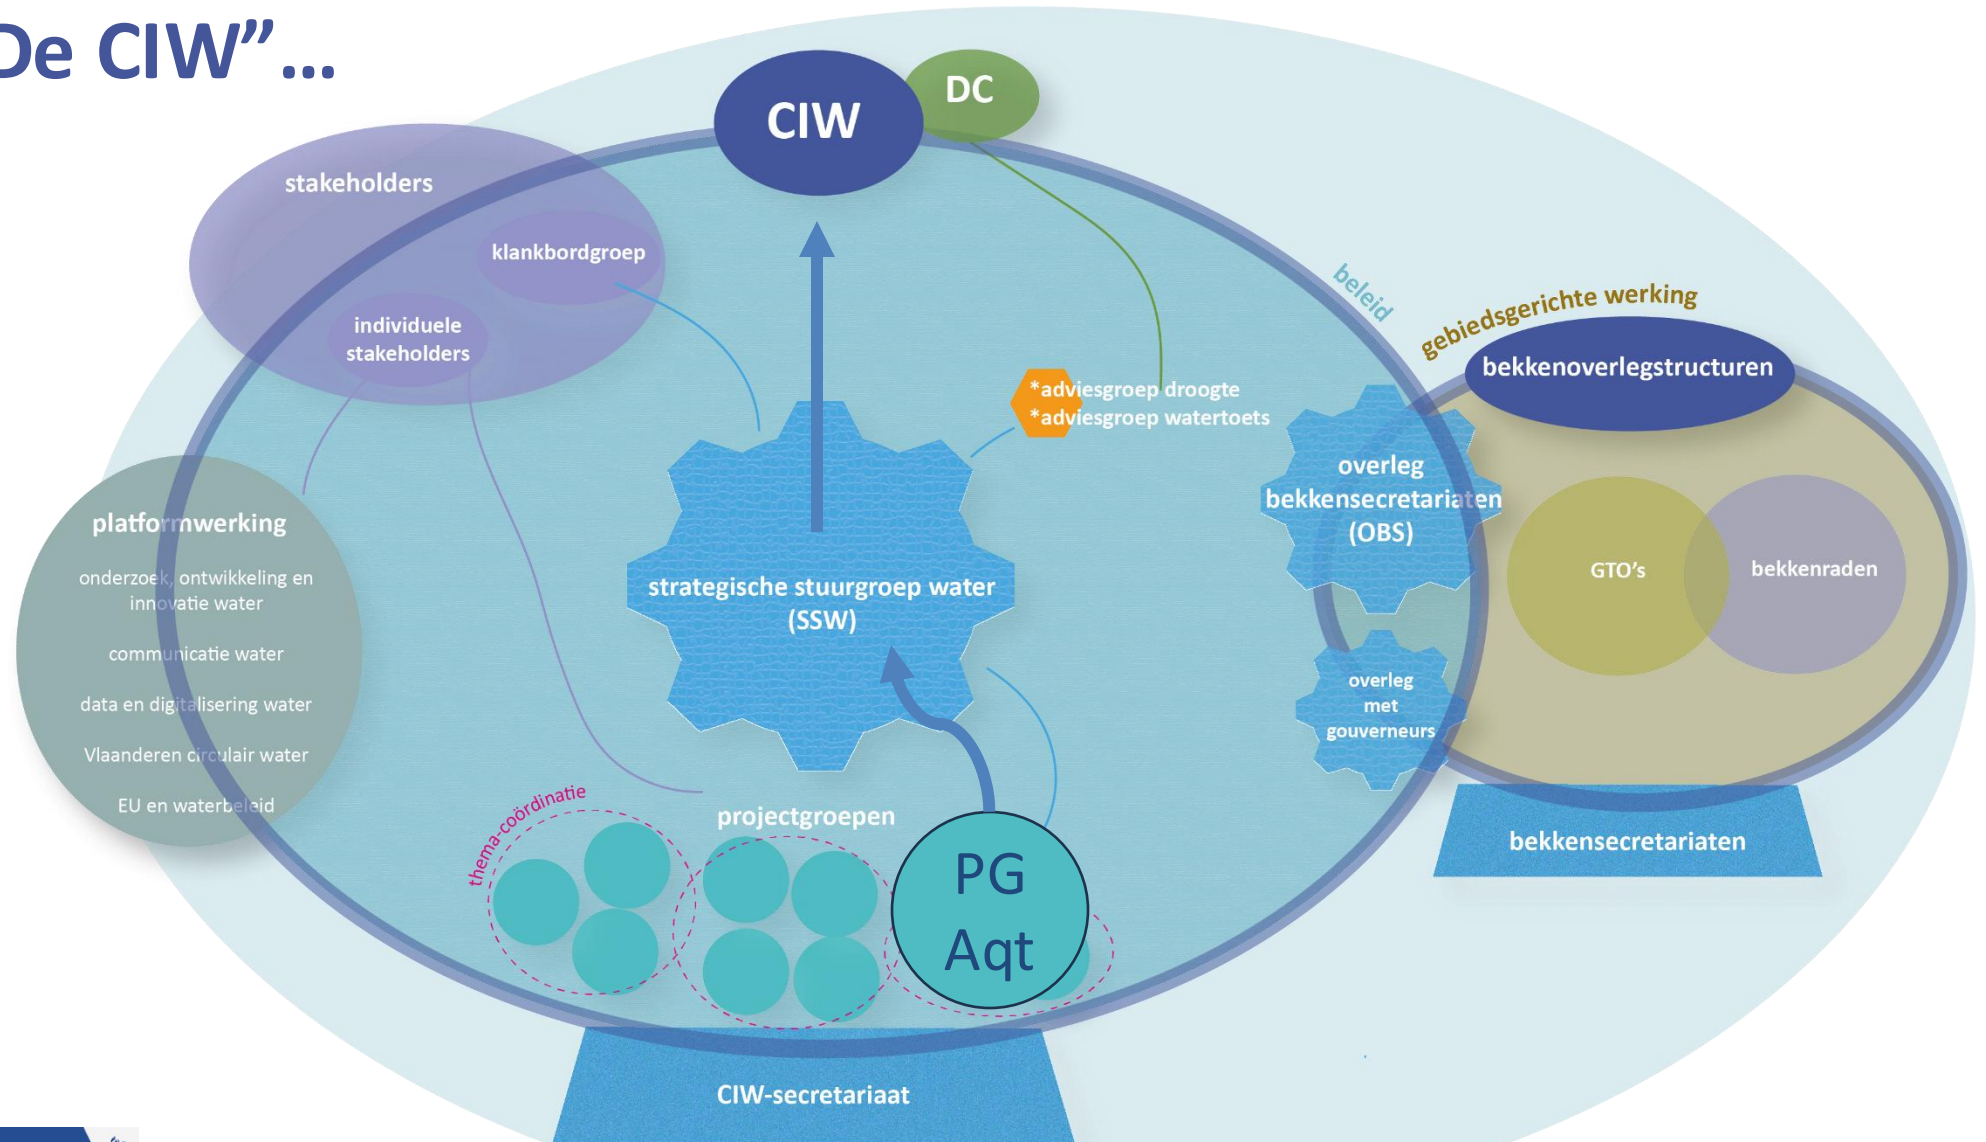 De CIW”...
CIW
DC
stakeholders
klankbordgroep
individuele
stakeholders
beleid
gebiedsgerichte werking
bekkenoverlegstructuren
*adviesgroep droogte
*adviesgroep watertoets
overleg
bekkensecretariaten
(OBS)
GTO's
bekkenraden
platformwerking
onderzoek, ontwikkeling en
innovatie water
communicatie water
data en digitalisering water
Vlaanderen circulair water
EU en waterbeleid
strategische stuurgroep water
(SSW)
overleg
met
gouverneurs
thema-coördinatie
projectgroepen
PG
Aqt
bekkensecretariaten
CIW-secretariaat